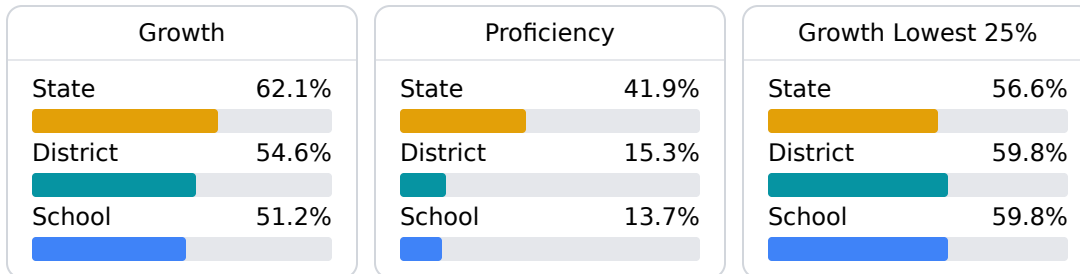 Growth
State 62.1%
District 54.6%
School 51.2%
Proficiency
State 41.9%
District 15.3%
School 13.7%
Growth Lowest 25%
State 56.6%
District 59.8%
School 59.8%